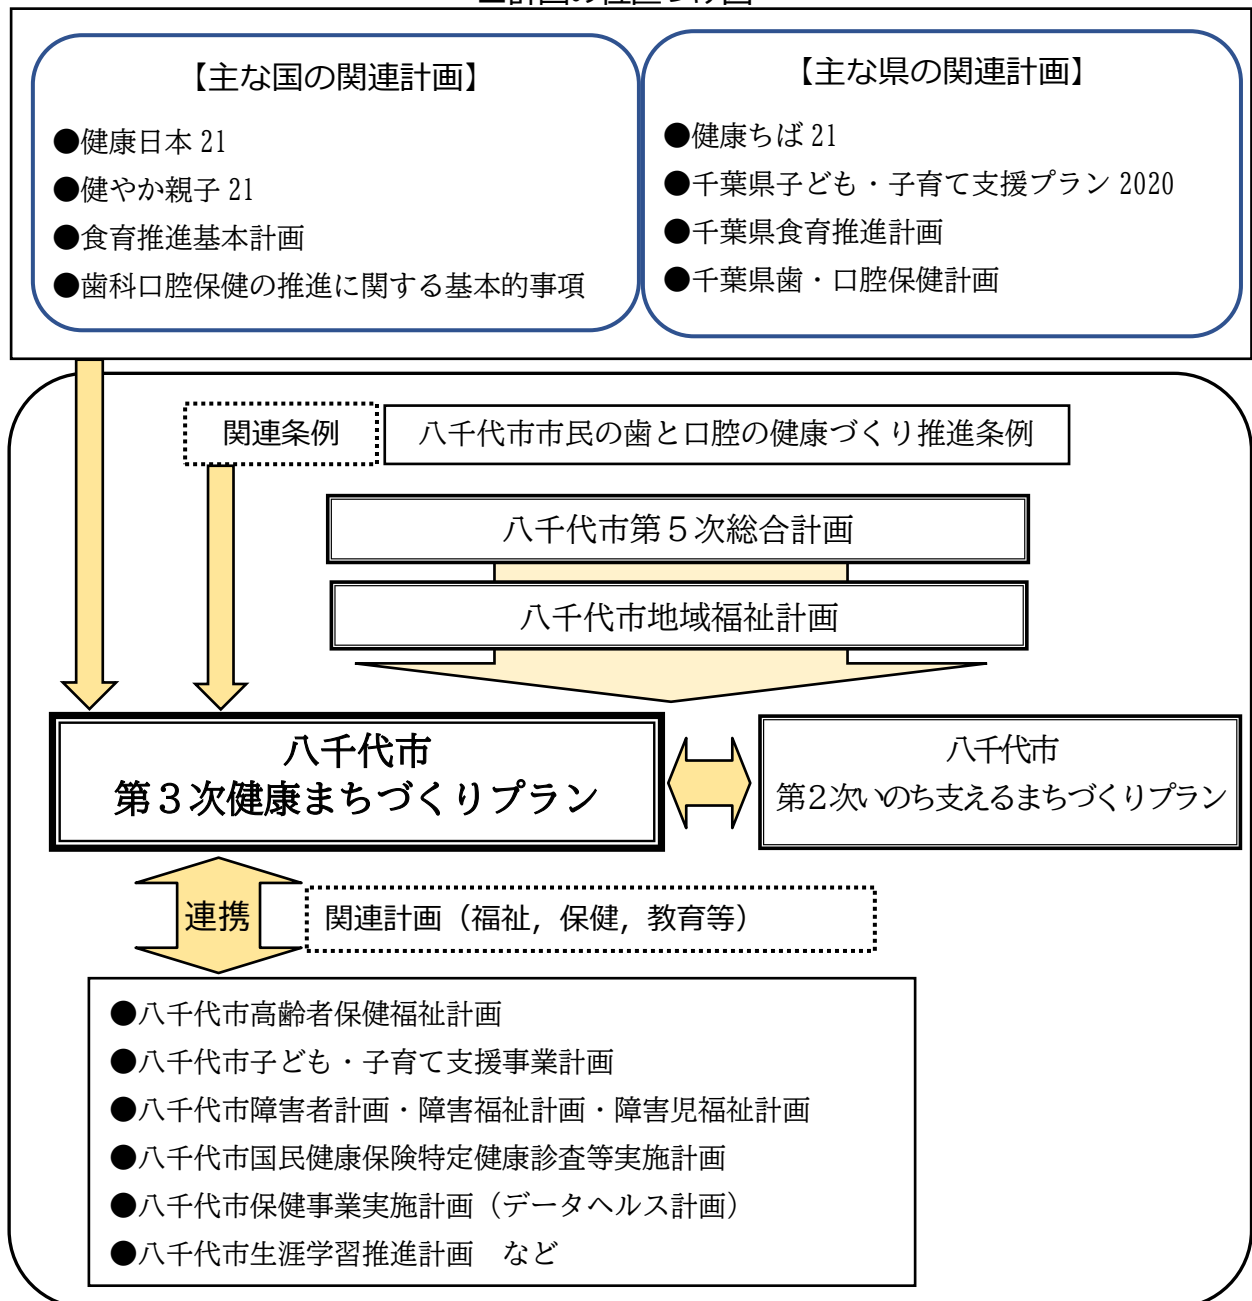 【主な国の関連計画】
●健康日本 21
●健やか親子 21
●食育推進基本計画
●歯科口腔保健の推進に関する基本的事項
【主な県の関連計画】
●健康ちば 21
●千葉県子ども・子育て支援プラン 2020
●千葉県食育推進計画
●千葉県歯・口腔保健計画
関連条例
八千代市市民の歯と口腔の健康づくり推進条例
八千代市第５次総合計画
八千代市地域福祉計画
八千代市
第３次健康まちづくりプラン
八千代市
第２次いのち支えるまちづくりプラン
連携
関連計画（福祉，保健，教育等）
●八千代市高齢者保健福祉計画
●八千代市子ども・子育て支援事業計画
●八千代市障害者計画・障害福祉計画・障害児福祉計画
●八千代市国民健康保険特定健康診査等実施計画
●八千代市保健事業実施計画（データヘルス計画）
●八千代市生涯学習推進計画　など